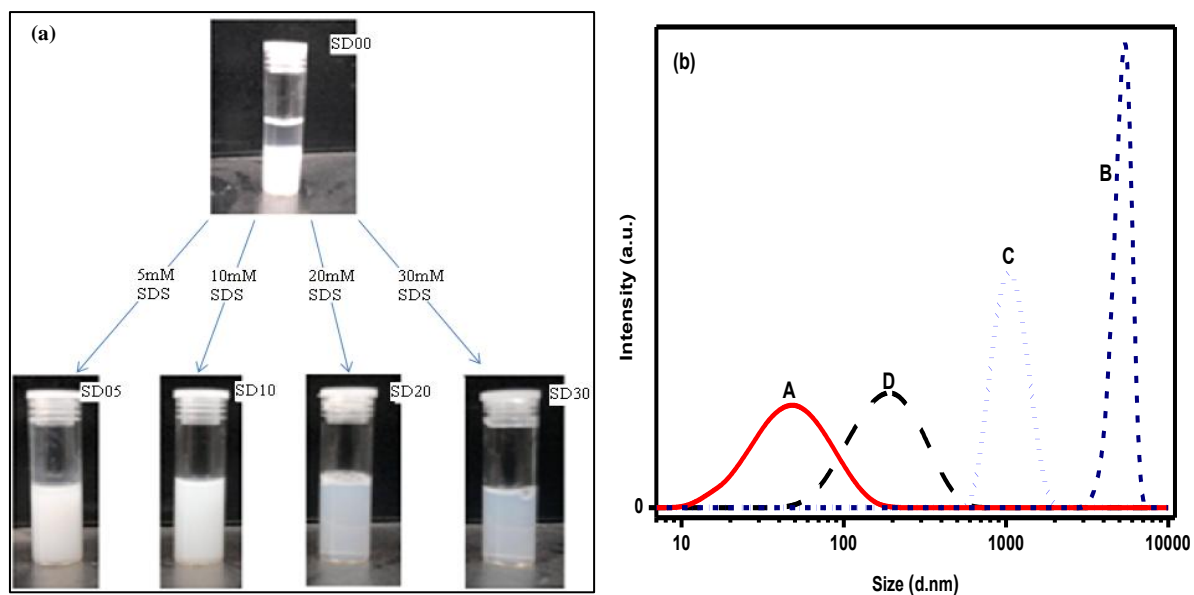 (a)
SD00
5mM
SDS
10mM
SDS
20mM
SDS
30mM
SDS
SD05
SD10
SD20
SD30
(b)
A
D
C
B
Intensity (a.u.)
0
10
100
1000
10000
Size (d.nm)